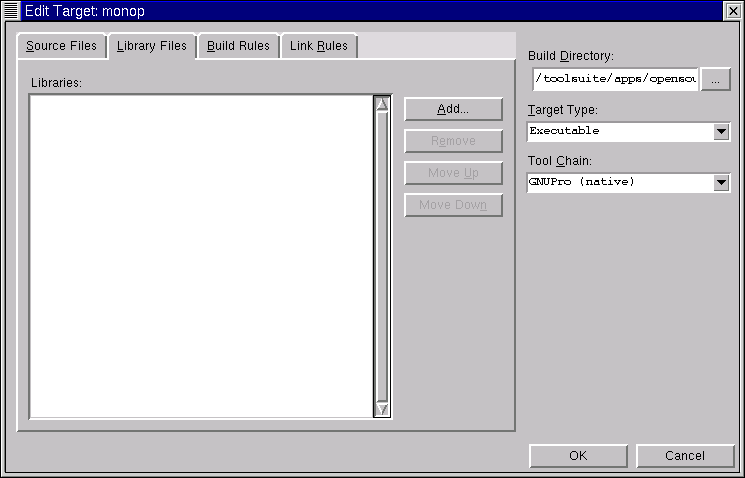 Edit Target: monop
Source Files
Library Files
Build Rules
Link Rules
Libraries:
Add...
Remove
Move Up
Move Down
Build Directory:
/toolsuite/apps/opensou
...
Target Type:
Executable
Tool Chain:
GNUPro (native)
OK
Cancel